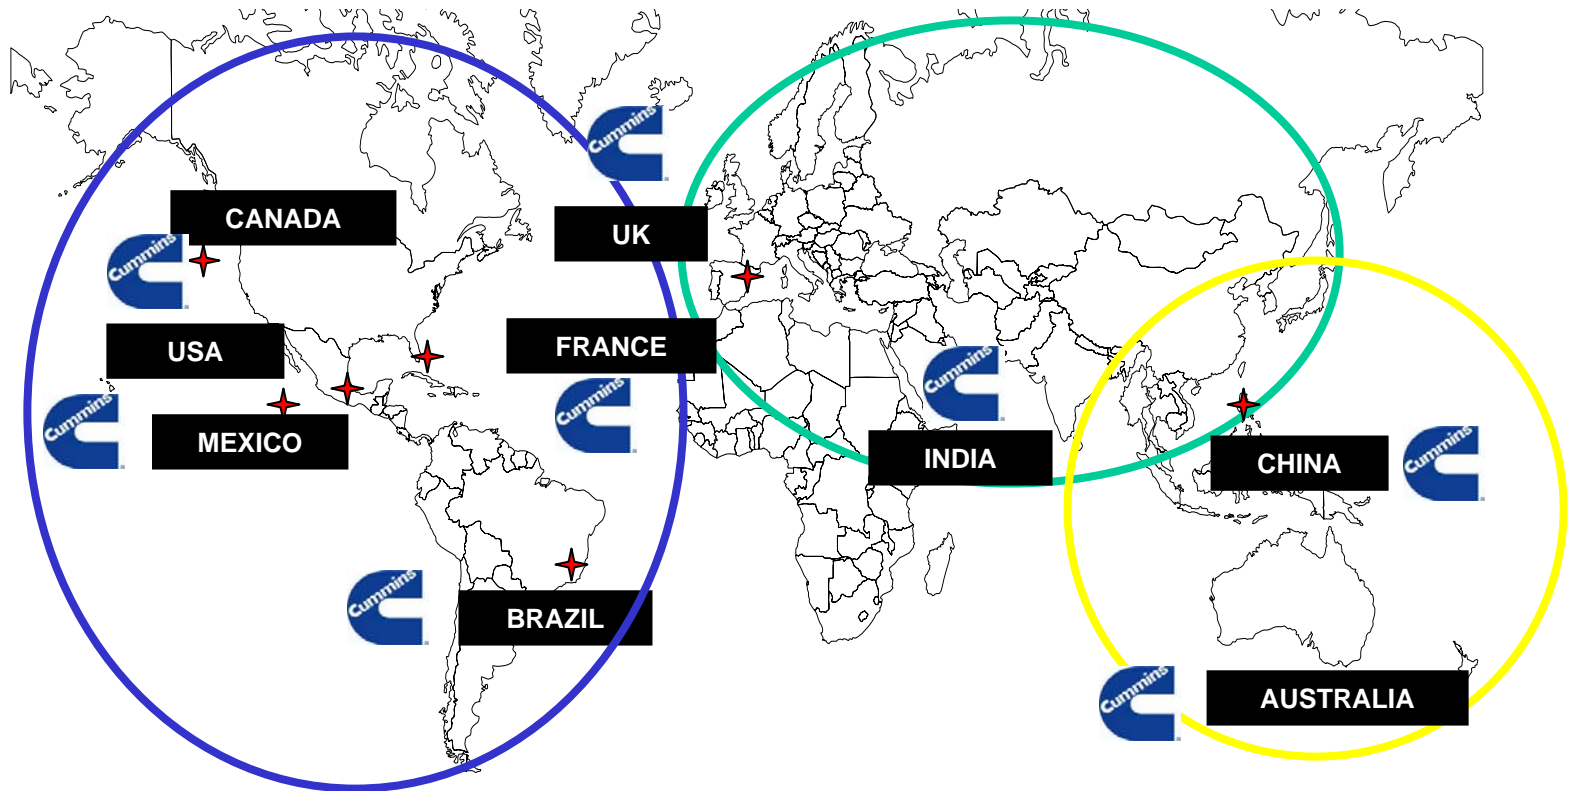 Cummins
CANADA
UK
Cummins
USA
FRANCE
Cummins
MEXICO
Cummins
Cummins
INDIA
CHINA
Cummins
Cummins
BRAZIL
Cummins
AUSTRALIA